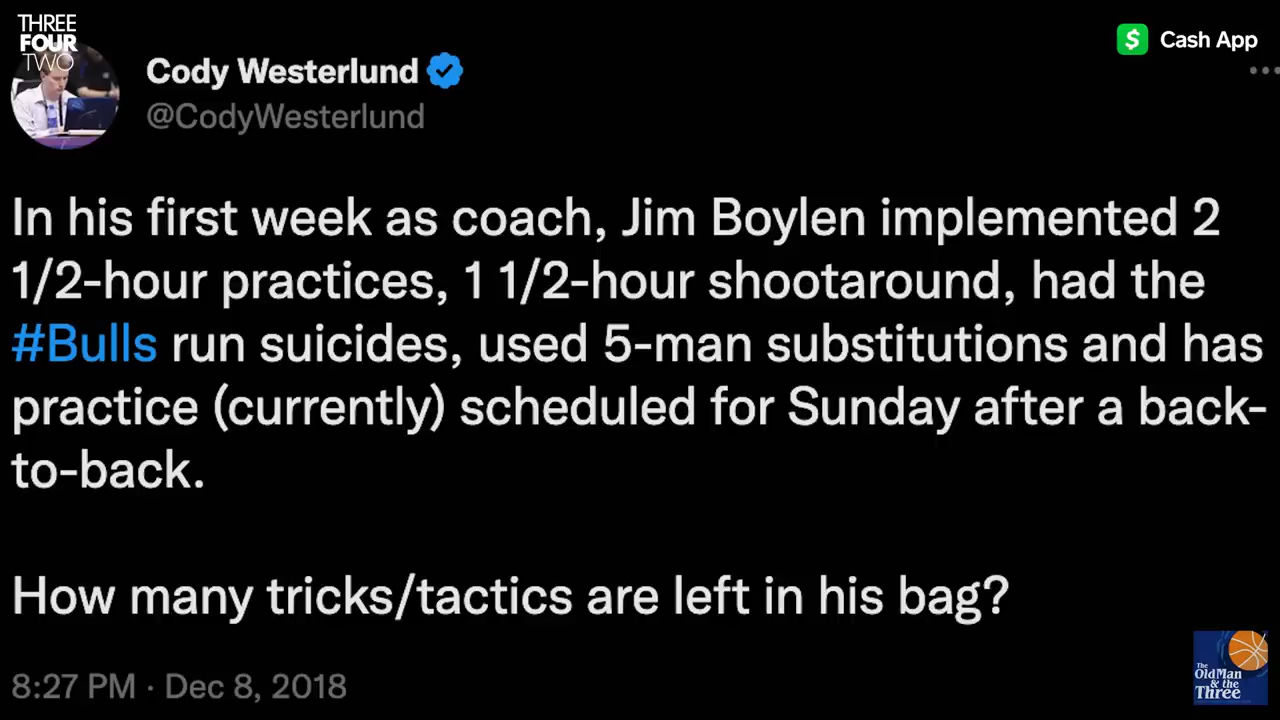 THREE
FOUR
TWO
$ Cash App
Cody Westerlund
@CodyWesterlund
In his first week as coach, Jim Boylen implemented 2
1/2-hour practices, 1 1/2-hour shootaround, had the
#Bulls run suicides, used 5-man substitutions and has
practice (currently) scheduled for Sunday after a back-
to-back.
How many tricks/tactics are left in his bag?
8:27 PM · Dec 8, 2018
The
Old Man
& the
Three